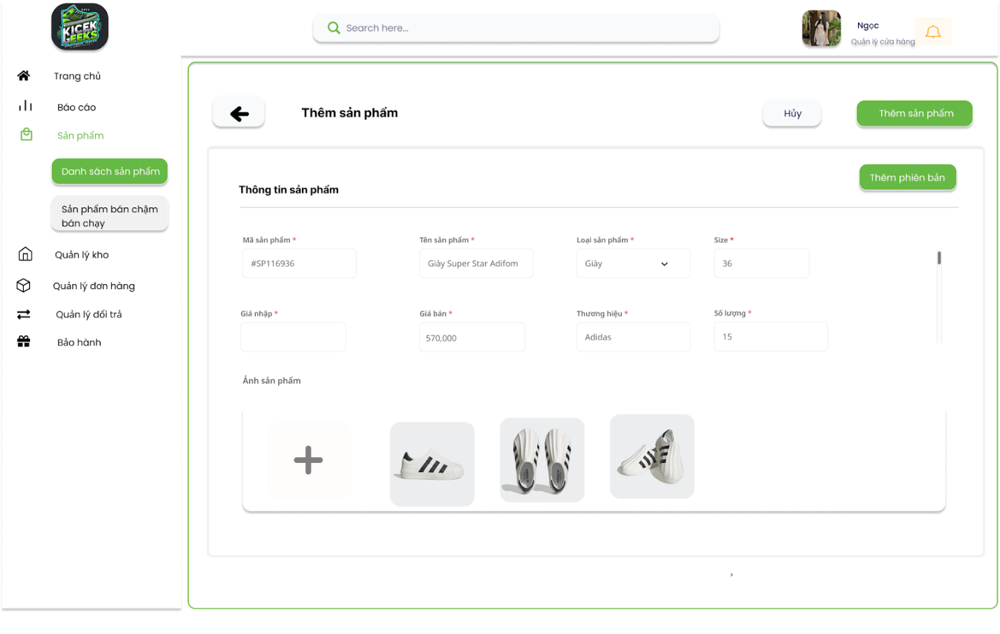 KICEK
GEEKS
Search here...
Ngọc
Quản lý cửa hàng
Trang chủ
Báo cáo
Sản phẩm
Danh sách sản phẩm
Sản phẩm bán chậm
bán chạy
Quản lý kho
Quản lý đơn hàng
Quản lý đổi trả
Bảo hành
Thêm sản phẩm
Hủy
Thêm sản phẩm
Thông tin sản phẩm
Thêm phiên bản
Mã sản phẩm *
Tên sản phẩm *
Loại sản phẩm *
Size *
#SP116936
Giày Super Star Adifom
Giày
36
Giá nhập *
Giá bán *
Thương hiệu *
Số lượng *
570,000
Adidas
15
Ảnh sản phẩm